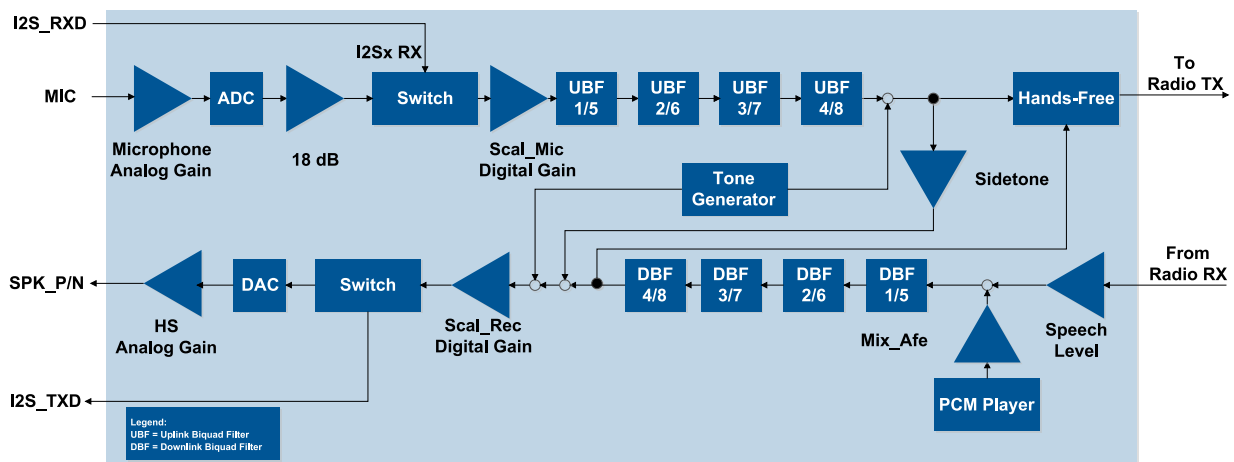 I2S_RXD
I2Sx RX
To
Radio TX
MIC
ADC
Switch
UBF
1/5
UBF
2/6
UBF
3/7
UBF
4/8
Hands-Free
Microphone
Analog Gain
18 dB
Scal_Mic
Digital Gain
Tone
Generator
Sidetone
From
Radio RX
SPK_P/N
DAC
Switch
DBF
4/8
DBF
3/7
DBF
2/6
DBF
1/5
HS
Analog Gain
Scal_Rec
Digital Gain
Mix_Afe
Speech
Level
I2S_TXD
PCM Player
Legend:
UBF = Uplink Biquad Filter
DBF = Downlink Biquad Filter